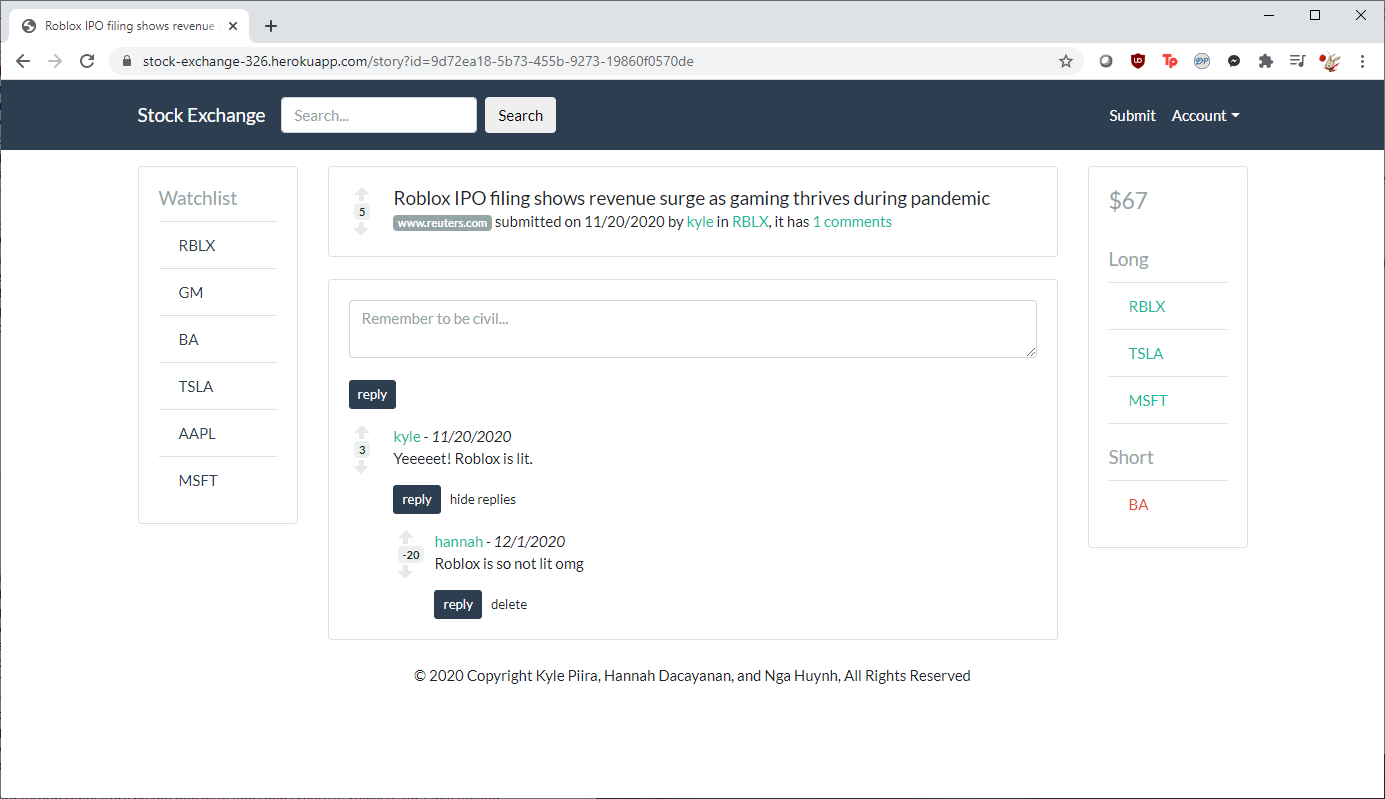 Roblox IPO filing shows revenue
stock-exchange-326.herokuapp.com/story?id=9d72ea18-5b73-455b-9273-19860f0570de
Stock Exchange
Search...
Search
Submit
Account
Watchlist
RBLX
GM
BA
TSLA
AAPL
MSFT
5
Roblox IPO filing shows revenue surge as gaming thrives during pandemic
www.reuters.com submitted on 11/20/2020 by kyle in RBLX, it has 1 comments
Remember to be civil...
reply
3
kyle - 11/20/2020
Yeeeeet! Roblox is lit.
reply hide replies
-20
hannah - 12/1/2020
Roblox is so not lit omg
reply delete
$67
Long
RBLX
TSLA
MSFT
Short
BA
© 2020 Copyright Kyle Piira, Hannah Dacayanan, and Nga Huynh, All Rights Reserved